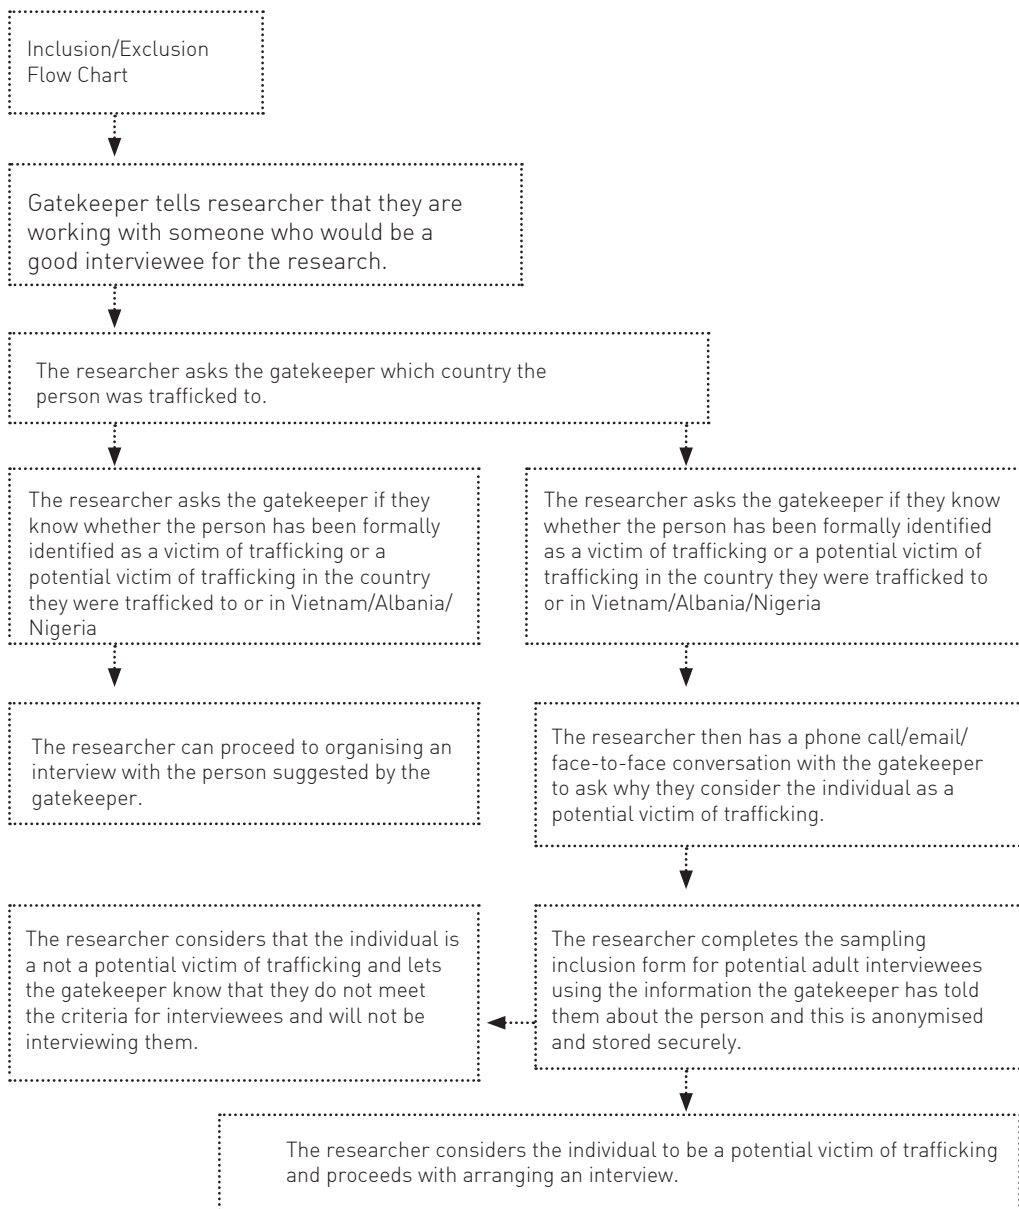 Inclusion/Exclusion
Flow Chart
Gatekeeper tells researcher that they are
working with someone who would be a
good interviewee for the research.
The researcher asks the gatekeeper which country the
person was trafficked to.
The researcher asks the gatekeeper if they
know whether the person has been formally
identified as a victim of trafficking or a
potential victim of trafficking in the country
they were trafficked to or in Vietnam/Albania/
Nigeria
The researcher asks the gatekeeper if they know
whether the person has been formally identified
as a victim of trafficking or a potential victim of
trafficking in the country they were trafficked to
or in Vietnam/Albania/Nigeria
The researcher can proceed to organising an
interview with the person suggested by the
gatekeeper.
The researcher then has a phone call/email/
face-to-face conversation with the gatekeeper
to ask why they consider the individual as a
potential victim of trafficking.
The researcher considers that the individual is
a not a potential victim of trafficking and lets
the gatekeeper know that they do not meet
the criteria for interviewees and will not be
interviewing them.
The researcher completes the sampling
inclusion form for potential adult interviewees
using the information the gatekeeper has told
them about the person and this is anonymised
and stored securely.
The researcher considers the individual to be a potential victim of trafficking
and proceeds with arranging an interview.